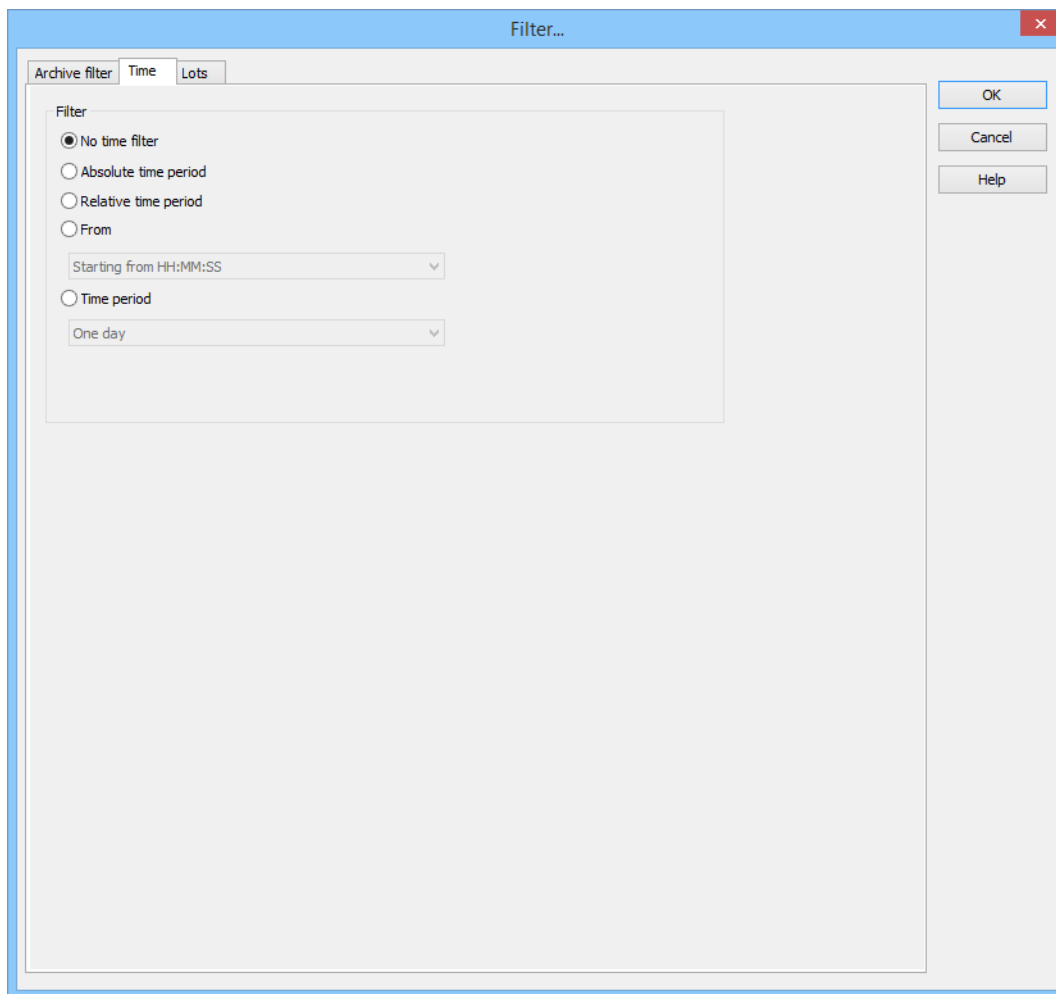 Filter...
Archive filter Time Lots
OK
Cancel
Help
Filter
No time filter
Absolute time period
Relative time period
From
Starting from HH:MM:SS
Time period
One day